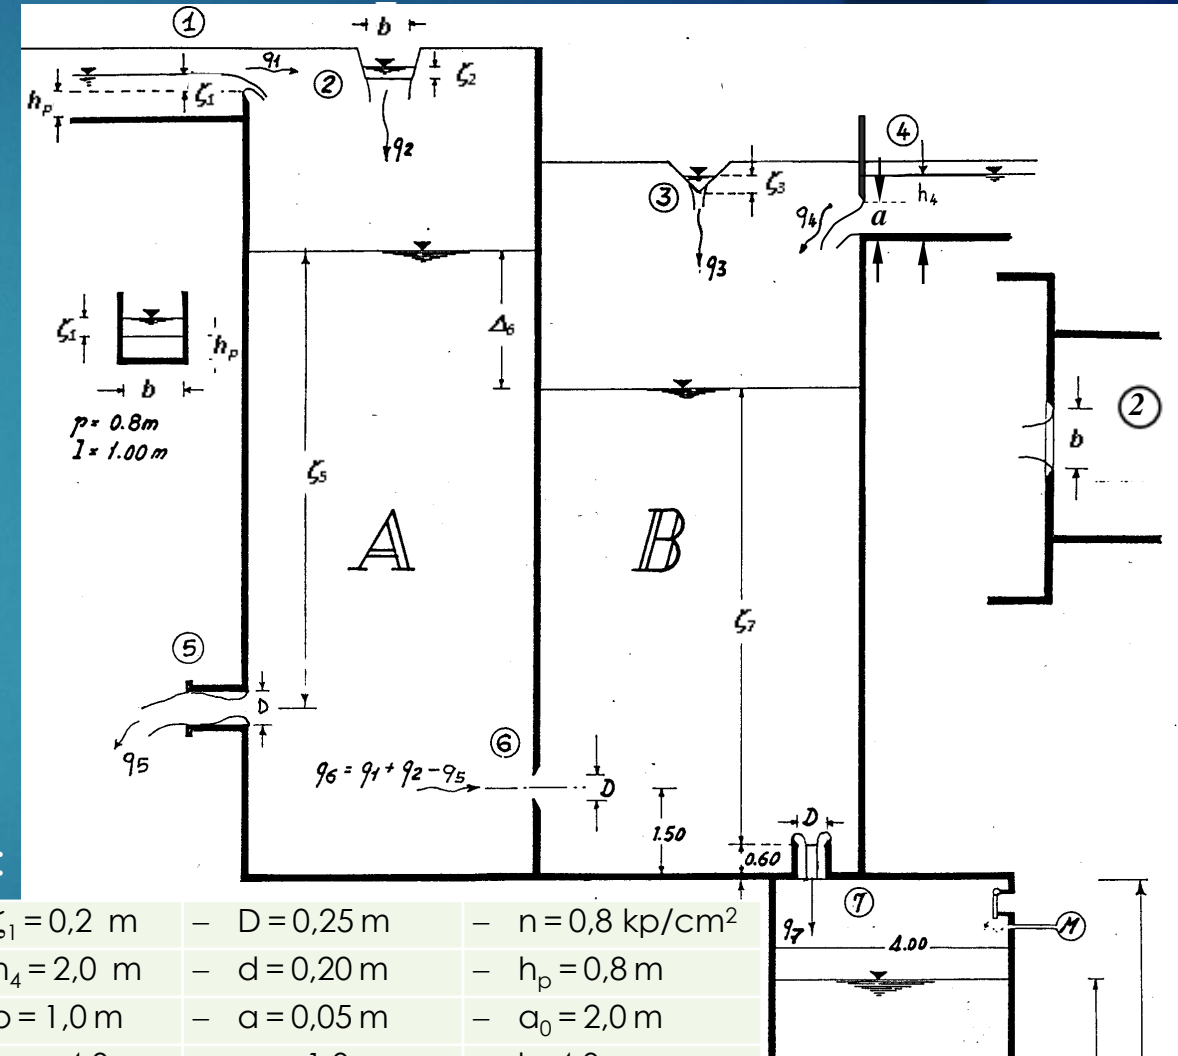 ①
b
q1
②
ζ2
ζ1
hp
q2
④
③
ζ3
h4
q4
a
q3
Δ6
ζ1
hp
b
②
b
p = 0.8m
l = 1.00 m
ζ5
A
B
ζ7
⑤
D
q5
⑥
q6 = q1 + q2 - q5
D
D
1.50
0.60
:
⑦
q7
M
4.00
ζ₁ = 0,2 m – D = 0,25 m – n = 0,8 kp/cm²
h₄ = 2,0 m – d = 0,20 m – hp = 0,8 m
b = 1,0 m – a = 0,05 m – a₀ = 2,0 m